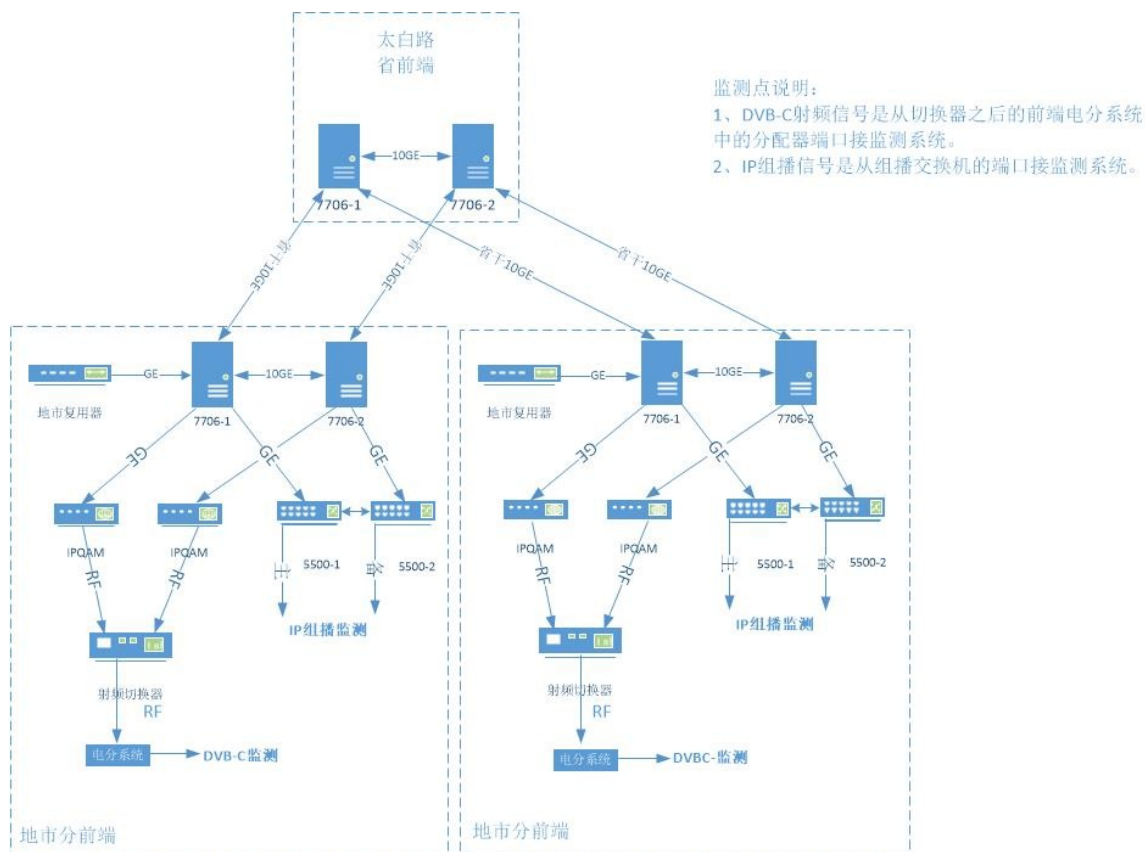 太白路
省前端
10GE
7706-1
7706-2
监测点说明：
1、DVB-C射频信号是从切换器之后的前端电分系统
中的分配器端口接监测系统。
2、IP组播信号是从组播交换机的端口接监测系统。
省干10GE
省干10GE
省干10GE
省干10GE
地市复用器
GE
10GE
7706-1
7706-2
GE
GE
GE
IPQAM
IPQAM
RF
RF
主
备
5500-1
5500-2
IP组播监测
射频切换器
RF
电分系统
DVB-C监测
地市分前端
地市复用器
GE
10GE
7706-1
7706-2
GE
GE
GE
IPQAM
IPQAM
RF
RF
主
备
5500-1
5500-2
IP组播监测
射频切换器
RF
电分系统
DVBC-监测
地市分前端